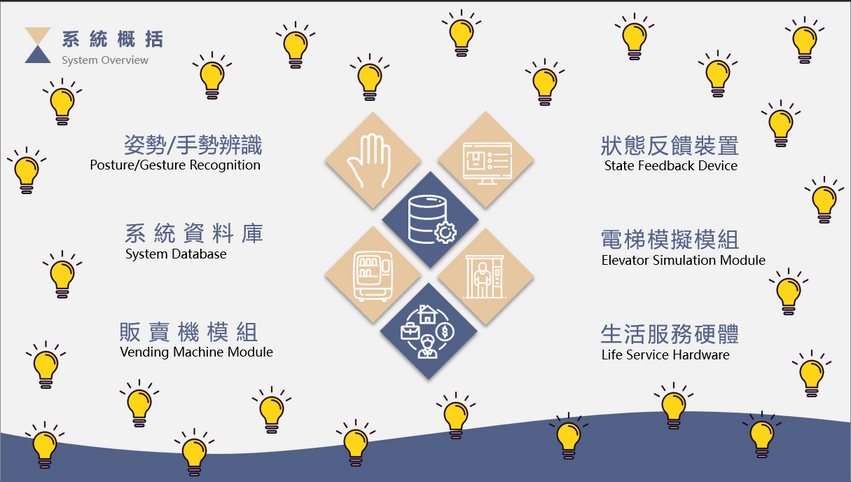 系統概括
System Overview
姿勢/手勢辨識
Posture/Gesture Recognition
系統資料庫
System Database
販賣機模組
Vending Machine Module
狀態反饋裝置
State Feedback Device
電梯模擬模組
Elevator Simulation Module
生活服務硬體
Life Service Hardware